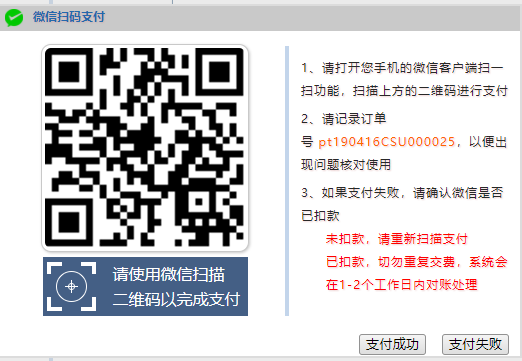 微信扫码支付
请使用微信扫描
二维码以完成支付
1、请打开您手机的微信客户端扫一
扫功能，扫描上方的二维码进行支付
2、请记录订单
号 pt190416CSU000025，以便出
现问题核对使用
3、如果支付失败，请确认微信是否
已扣款
未扣款，请重新扫描支付
已扣款，切勿重复交费，系统会
在1-2个工作日内对账处理
支付成功 支付失败